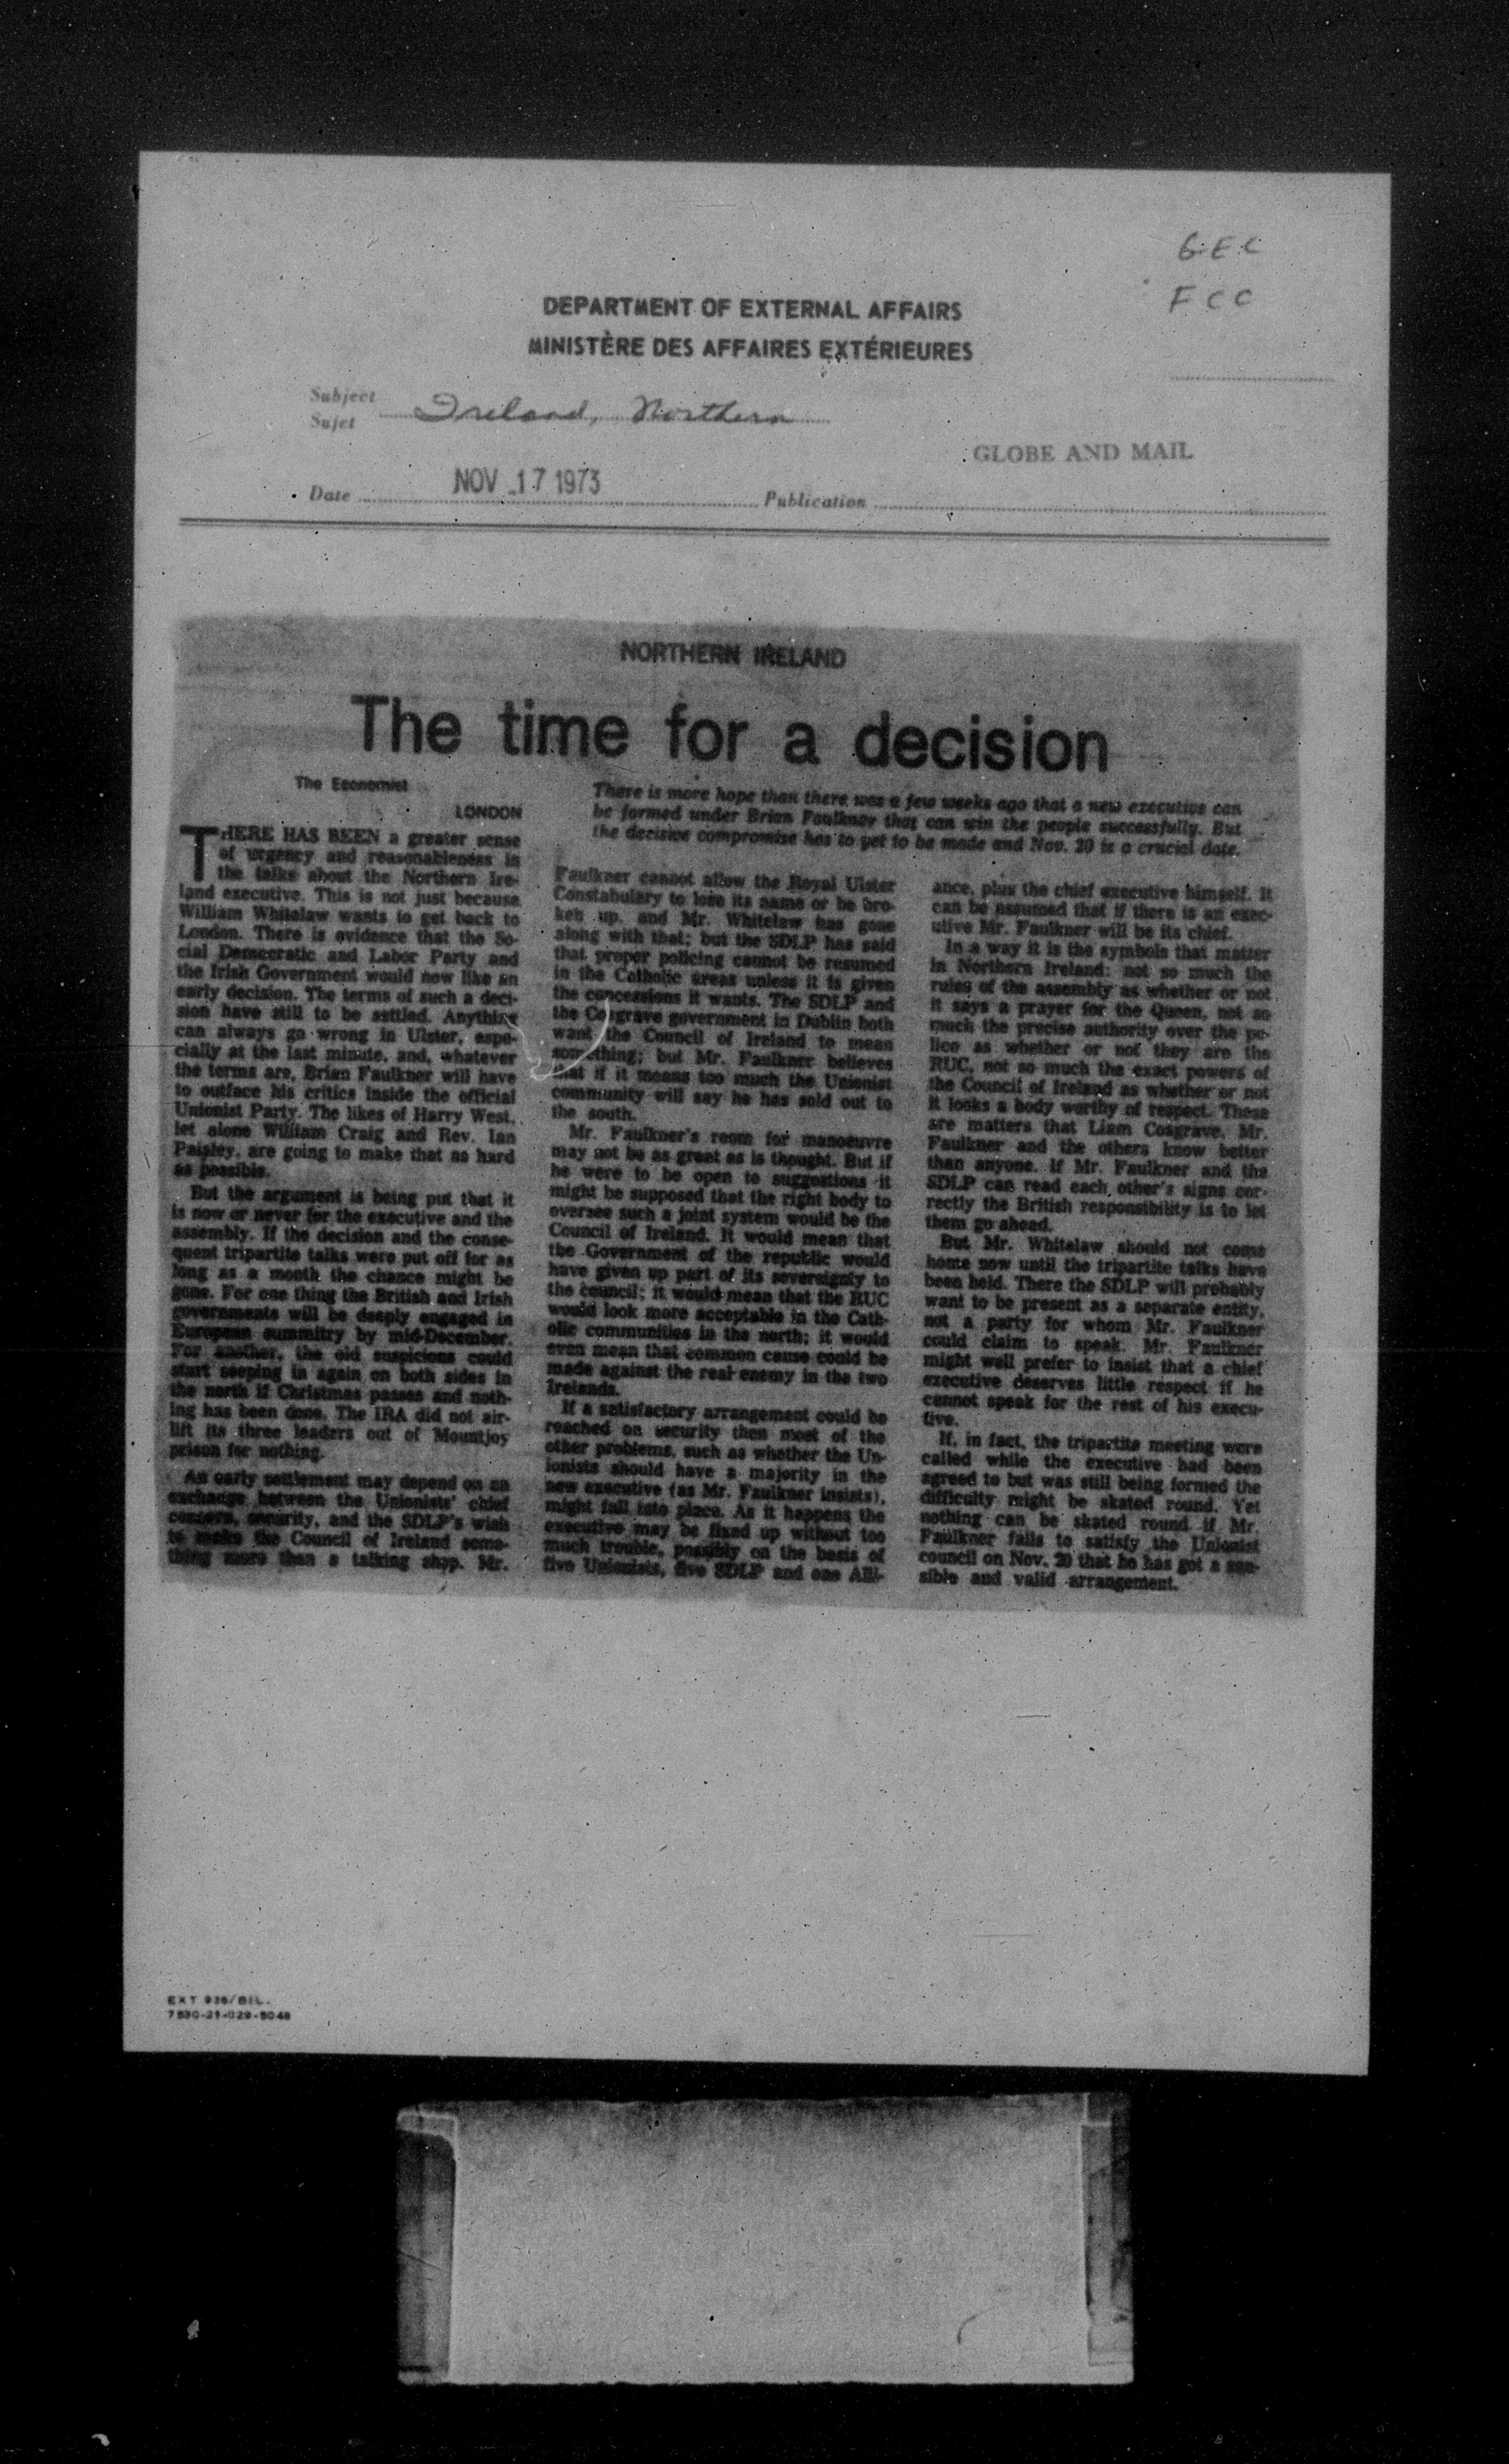 GEC
FCC
DEPARTMENT OF EXTERNAL AFFAIRS
MINISTÈRE DES AFFAIRES EXTÉRIEURES
Subject
Sujet Ireland, Northern
GLOBE AND MAIL
Date NOV 17 1973 Publication
NORTHERN IRELAND
The time for a decision
The Economist
LONDON
There is more hope than there was a few weeks ago that a new executive can
be formed under Brian Faulkner that can win the people successfully. But
the decisive compromise has to yet to be made and Nov. 20 is a crucial date.
THERE HAS BEEN a greater sense
of urgency and reasonableness in
the talks about the Northern Ire-
land executive. This is not just because
William Whitelaw wants to get back to
London. There is evidence that the So-
cial Democratic and Labor Party and
the Irish Government would now like an
early decision. The terms of such a deci-
sion have still to be settled. Anything
can always go wrong in Ulster, espe-
cially at the last minute, and, whatever
the terms are, Brian Faulkner will have
to outface his critics inside the official
Unionist Party. The likes of Harry West,
let alone William Craig and Rev. Ian
Paisley, are going to make that as hard
as possible.
But the argument is being put that it
is now or never for the executive and the
assembly. If the decision and the conse-
quent tripartite talks were put off for as
long as a month the chance might be
gone. For one thing the British and Irish
governments will be deeply engaged in
European summitry by mid-December.
For another, the old suspicions could
start seeping in again on both sides in
the north if Christmas passes and noth-
ing has been done. The IRA did not air-
lift its three leaders out of Mountjoy
prison for nothing.
An early settlement may depend on an
exchange between the Unionists' chief
concern, security, and the SDLP's wish
to make the Council of Ireland some-
thing more than a talking shop. Mr.
Faulkner cannot allow the Royal Ulster
Constabulary to lose its name or be bro-
ken up, and Mr. Whitelaw has gone
along with that; but the SDLP has said
that proper policing cannot be resumed
in the Catholic areas unless it is given
the concessions it wants. The SDLP and
the Cosgrave government in Dublin both
want the Council of Ireland to mean
something; but Mr. Faulkner believes
that if it means too much the Unionist
community will say he has sold out to
the south.
Mr. Faulkner's room for manoeuvre
may not be as great as is thought. But if
he were to be open to suggestions it
might be supposed that the right body to
oversee such a joint system would be the
Council of Ireland. It would mean that
the Government of the republic would
have given up part of its sovereignty to
the council; it would mean that the RUC
would look more acceptable in the Cath-
olic communities in the north; it would
even mean that common cause could be
made against the real enemy in the two
Irelands.
If a satisfactory arrangement could be
reached on security then most of the
other problems, such as whether the Un-
ionists should have a majority in the
new executive (as Mr. Faulkner insists),
might fall into place. As it happens the
executive may be fixed up without too
much trouble, possibly on the basis of
five Unionists, five SDLP and one Alli-
ance, plus the chief executive himself. It
can be assumed that if there is an exec-
utive Mr. Faulkner will be its chief.
In a way it is the symbols that matter
in Northern Ireland: not so much the
rules of the assembly as whether or not
it says a prayer for the Queen, not so
much the precise authority over the po-
lice as whether or not they are the
RUC, not so much the exact powers of
the Council of Ireland as whether or not
it looks a body worthy of respect. These
are matters that Liam Cosgrave, Mr.
Faulkner and the others know better
than anyone. If Mr. Faulkner and the
SDLP can read each other's signs cor-
rectly the British responsibility is to let
them go ahead.
But Mr. Whitelaw should not come
home now until the tripartite talks have
been held. There the SDLP will probably
want to be present as a separate entity,
not a party for whom Mr. Faulkner
could claim to speak. Mr. Faulkner
might well prefer to insist that a chief
executive deserves little respect if he
cannot speak for the rest of his execu-
tive.
If, in fact, the tripartite meeting were
called while the executive had been
agreed to but was still being formed the
difficulty might be skated round. Yet
nothing can be skated round if Mr.
Faulkner fails to satisfy the Unionist
council on Nov. 20 that he has got a sen-
sible and valid arrangement.
EXT 936/BIL.
7530-21-029-5048